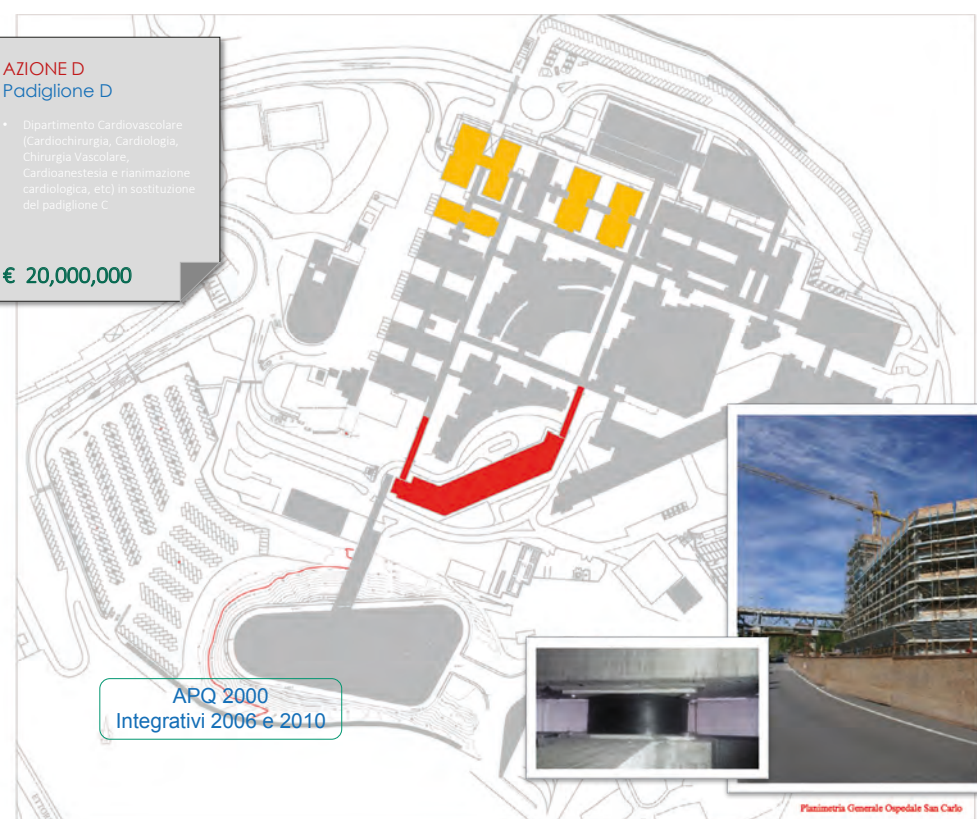 AZIONE D
Padiglione D
• Dipartimento Cardiovascolare
(Cardiochirurgia, Cardiologia,
Chirurgia Vascolare,
Cardioanestesia e rianimazione
cardiologica, etc) in sostituzione
del padiglione C
€ 20,000,000
APQ 2000
Integrativi 2006 e 2010
Planimetria Generale Ospedale San Carlo